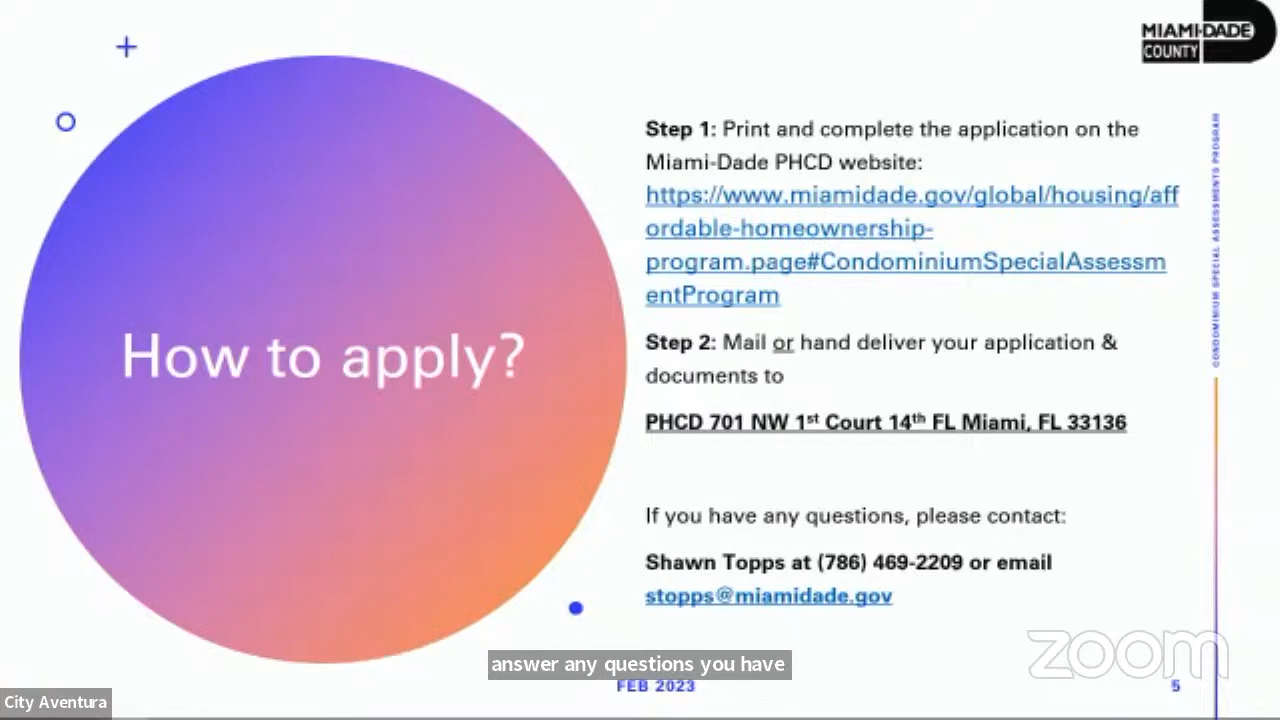 MIAMI-DADE
COUNTY
How to apply?
Step 1: Print and complete the application on the
Miami-Dade PHCD website:
https://www.miamidade.gov/global/housing/aff
ordable-homeownership-
program.page#CondominiumSpecialAssessm
entProgram
Step 2: Mail or hand deliver your application &
documents to
PHCD 701 NW 1st Court 14th FL Miami, FL 33136
If you have any questions, please contact:
Shawn Topps at (786) 469-2209 or email
stopps@miamidade.gov
CONDOMINIUM SPECIAL ASSESSMENTS PROGRAM
zoom
answer any questions you have
FEB 2023
5
City Aventura